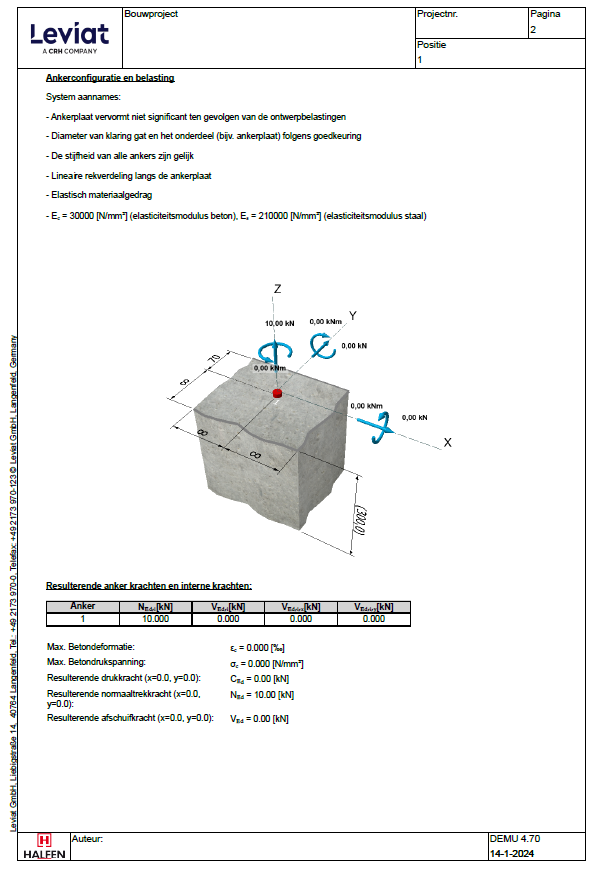 Leviat
A CRH COMPANY
Bouwproject
Projectnr.
Pagina
2
Positie
1
Ankerconfiguratie en belasting
System aannames:
- Ankerplaat vervormt niet significant ten gevolgen van de ontwerpbelastingen
- Diameter van klaring gat en het onderdeel (bijv. ankerplaat) folgens goedkeuring
- De stijfheid van alle ankers zijn gelijk
- Lineaire rekverdeling langs de ankerplaat
- Elastisch materiaalgedrag
- Ec = 30000 [N/mm²] (elasticiteitsmodulus beton), Es = 210000 [N/mm²] (elasticiteitsmodulus staal)
Z
10,00 kN
0,00 kNm
Y
0,00 kN
0,00 kNm
70
∞
0,00 kNm
0,00 kN
X
∞
∞
(300,0)
Resulterende anker krachten en interne krachten:
Anker NEd,i[kN] VEd,i[kN] VEd,i,x[kN] VEd,i,y[kN]
1 10.000 0.000 0.000 0.000
Max. Betondeformatie: εc = 0.000 [‰]
Max. Betondrukspanning: σc = 0.000 [N/mm²]
Resulterende drukkracht (x=0.0, y=0.0): CEd = 0.00 [kN]
Resulterende normaaltrekkracht (x=0.0, y=0.0): NEd = 10.00 [kN]
Resulterende afschuifkracht (x=0.0, y=0.0): VEd = 0.00 [kN]
Leviat GmbH, Liebigstraße 14, 40764 Langenfeld, Tel.: +49 2173 970-0, Telefax: +49 2173 970-123 © Leviat GmbH, Langenfeld, Germany
H
HALFEN
Auteur:
DEMU 4.70
14-1-2024